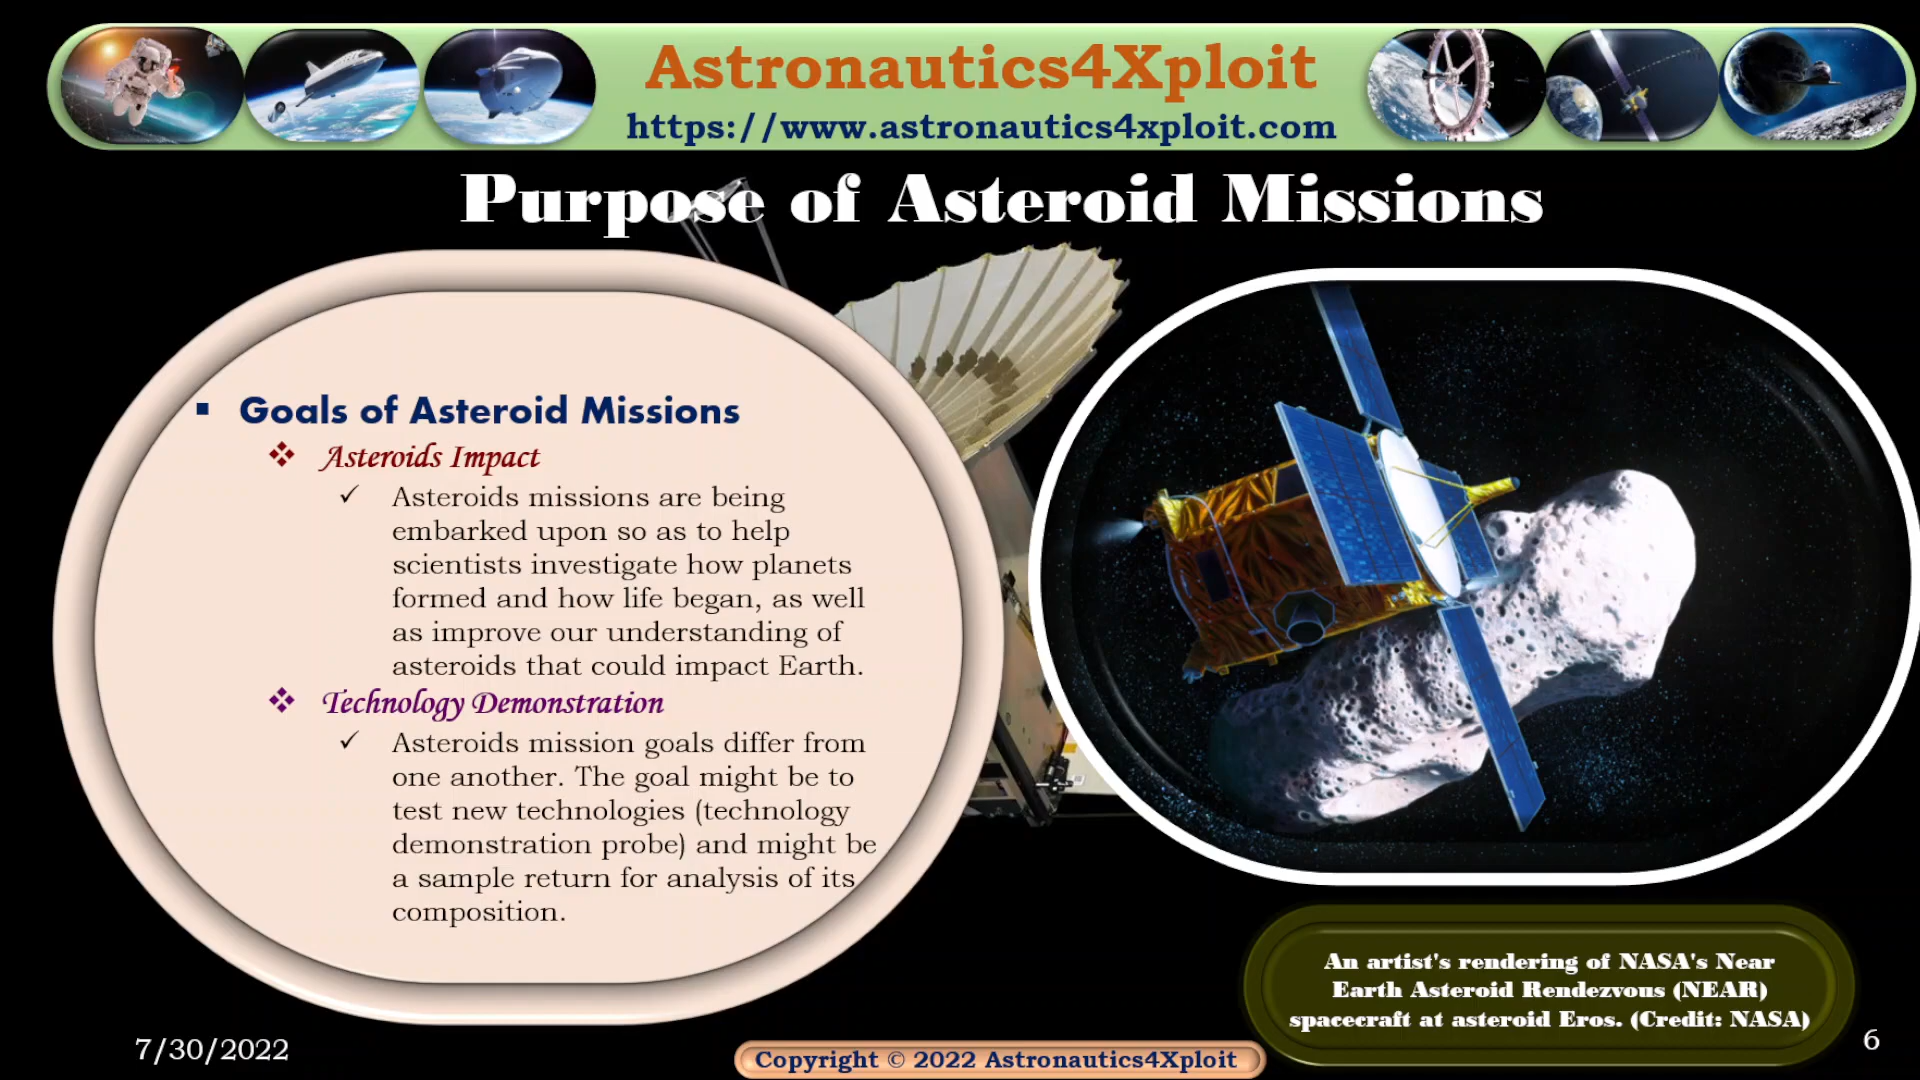 Astronautics4Xploit
https://www.astronautics4xploit.com
Purpose of Asteroid Missions
▪ Goals of Asteroid Missions
❖ Asteroids Impact
✓ Asteroids missions are being
embarked upon so as to help
scientists investigate how planets
formed and how life began, as well
as improve our understanding of
asteroids that could impact Earth.
❖ Technology Demonstration
✓ Asteroids mission goals differ from
one another. The goal might be to
test new technologies (technology
demonstration probe) and might be
a sample return for analysis of its
composition.
An artist's rendering of NASA's Near
Earth Asteroid Rendezvous (NEAR)
spacecraft at asteroid Eros. (Credit: NASA)
7/30/2022
Copyright © 2022 Astronautics4Xploit
6